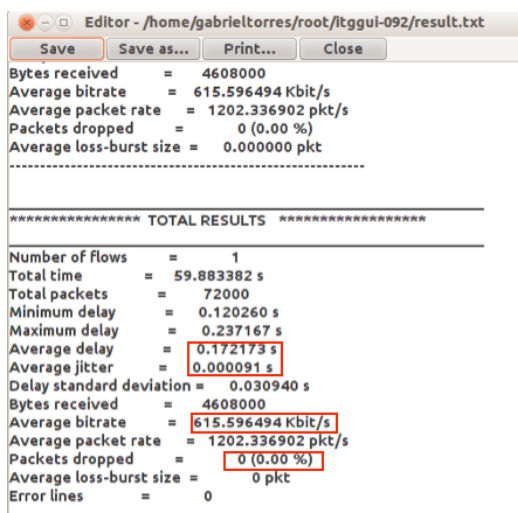 Editor - /home/gabrieltorres/root/itggui-092/result.txt
Save Save as... Print... Close
Bytes received = 4608000
Average bitrate = 615.596494 Kbit/s
Average packet rate = 1202.336902 pkt/s
Packets dropped = 0 (0.00 %)
Average loss-burst size = 0.000000 pkt
----------------------------------------------------------
**************** TOTAL RESULTS ******************
Number of flows = 1
Total time = 59.883382 s
Total packets = 72000
Minimum delay = 0.120260 s
Maximum delay = 0.237167 s
Average delay = 0.172173 s
Average jitter = 0.000091 s
Delay standard deviation = 0.030940 s
Bytes received = 4608000
Average bitrate = 615.596494 Kbit/s
Average packet rate = 1202.336902 pkt/s
Packets dropped = 0 (0.00 %)
Average loss-burst size = 0 pkt
Error lines = 0